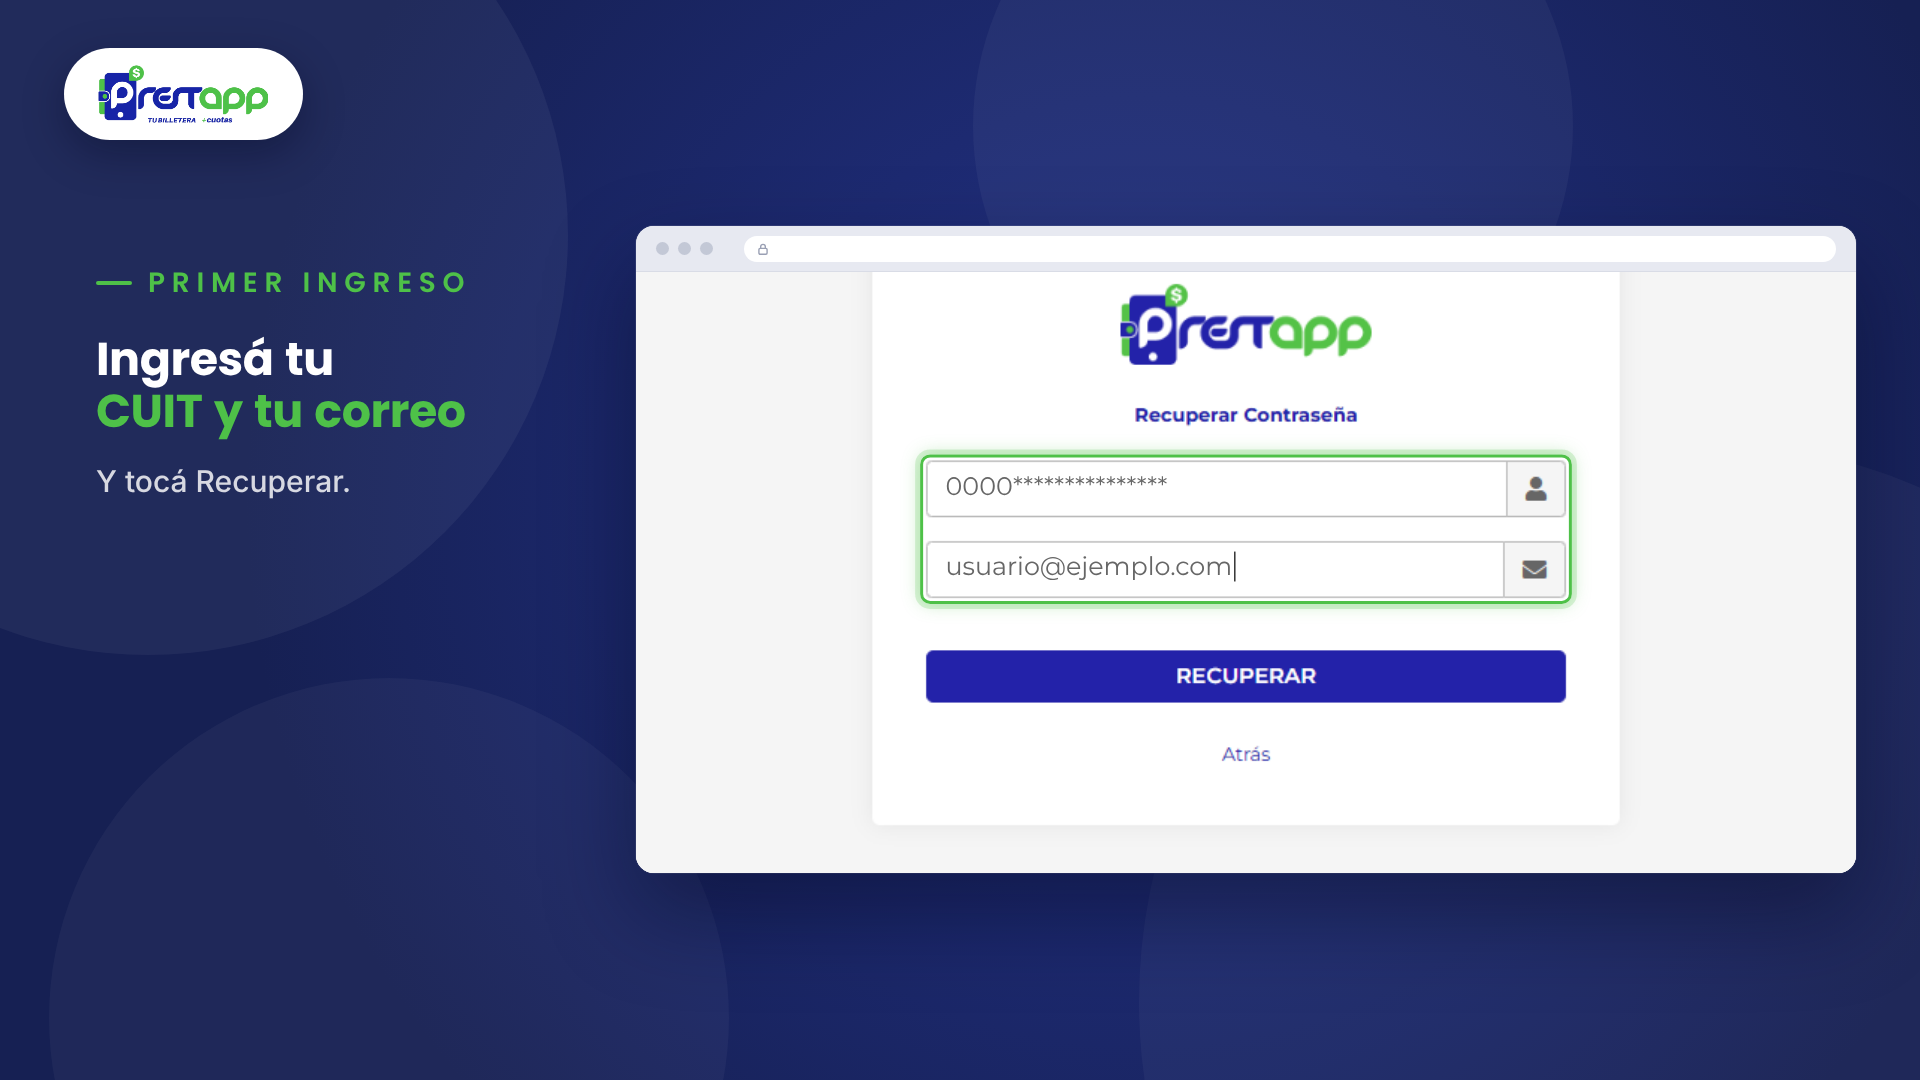 $
Prestapp
TU BILLETERA +cuotas
PRIMER INGRESO
Ingresá tu
CUIT y tu correo
Y tocá Recuperar.
$
Prestapp
Recuperar Contraseña
0000***************
usuario@ejemplo.com
RECUPERAR
Atrás